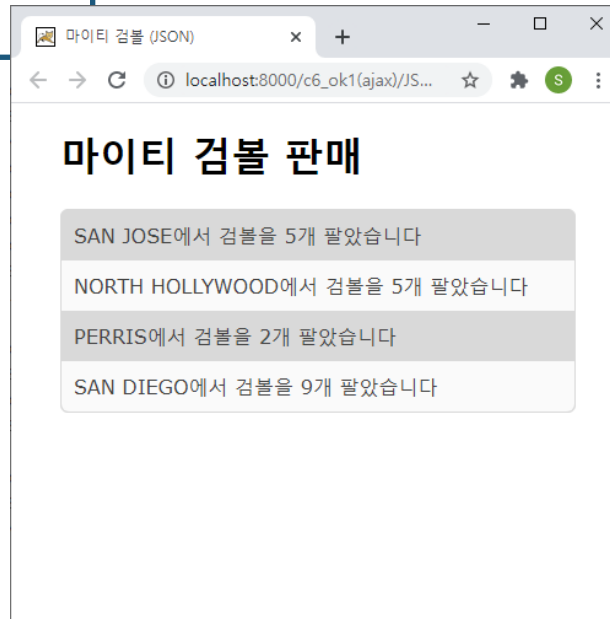 마이티 검볼 (JSON)
localhost:8000/c6_ok1(ajax)/JS...
S
마이티 검볼 판매
SAN JOSE에서 검볼을 5개 팔았습니다
NORTH HOLLYWOOD에서 검볼을 5개 팔았습니다
PERRIS에서 검볼을 2개 팔았습니다
SAN DIEGO에서 검볼을 9개 팔았습니다